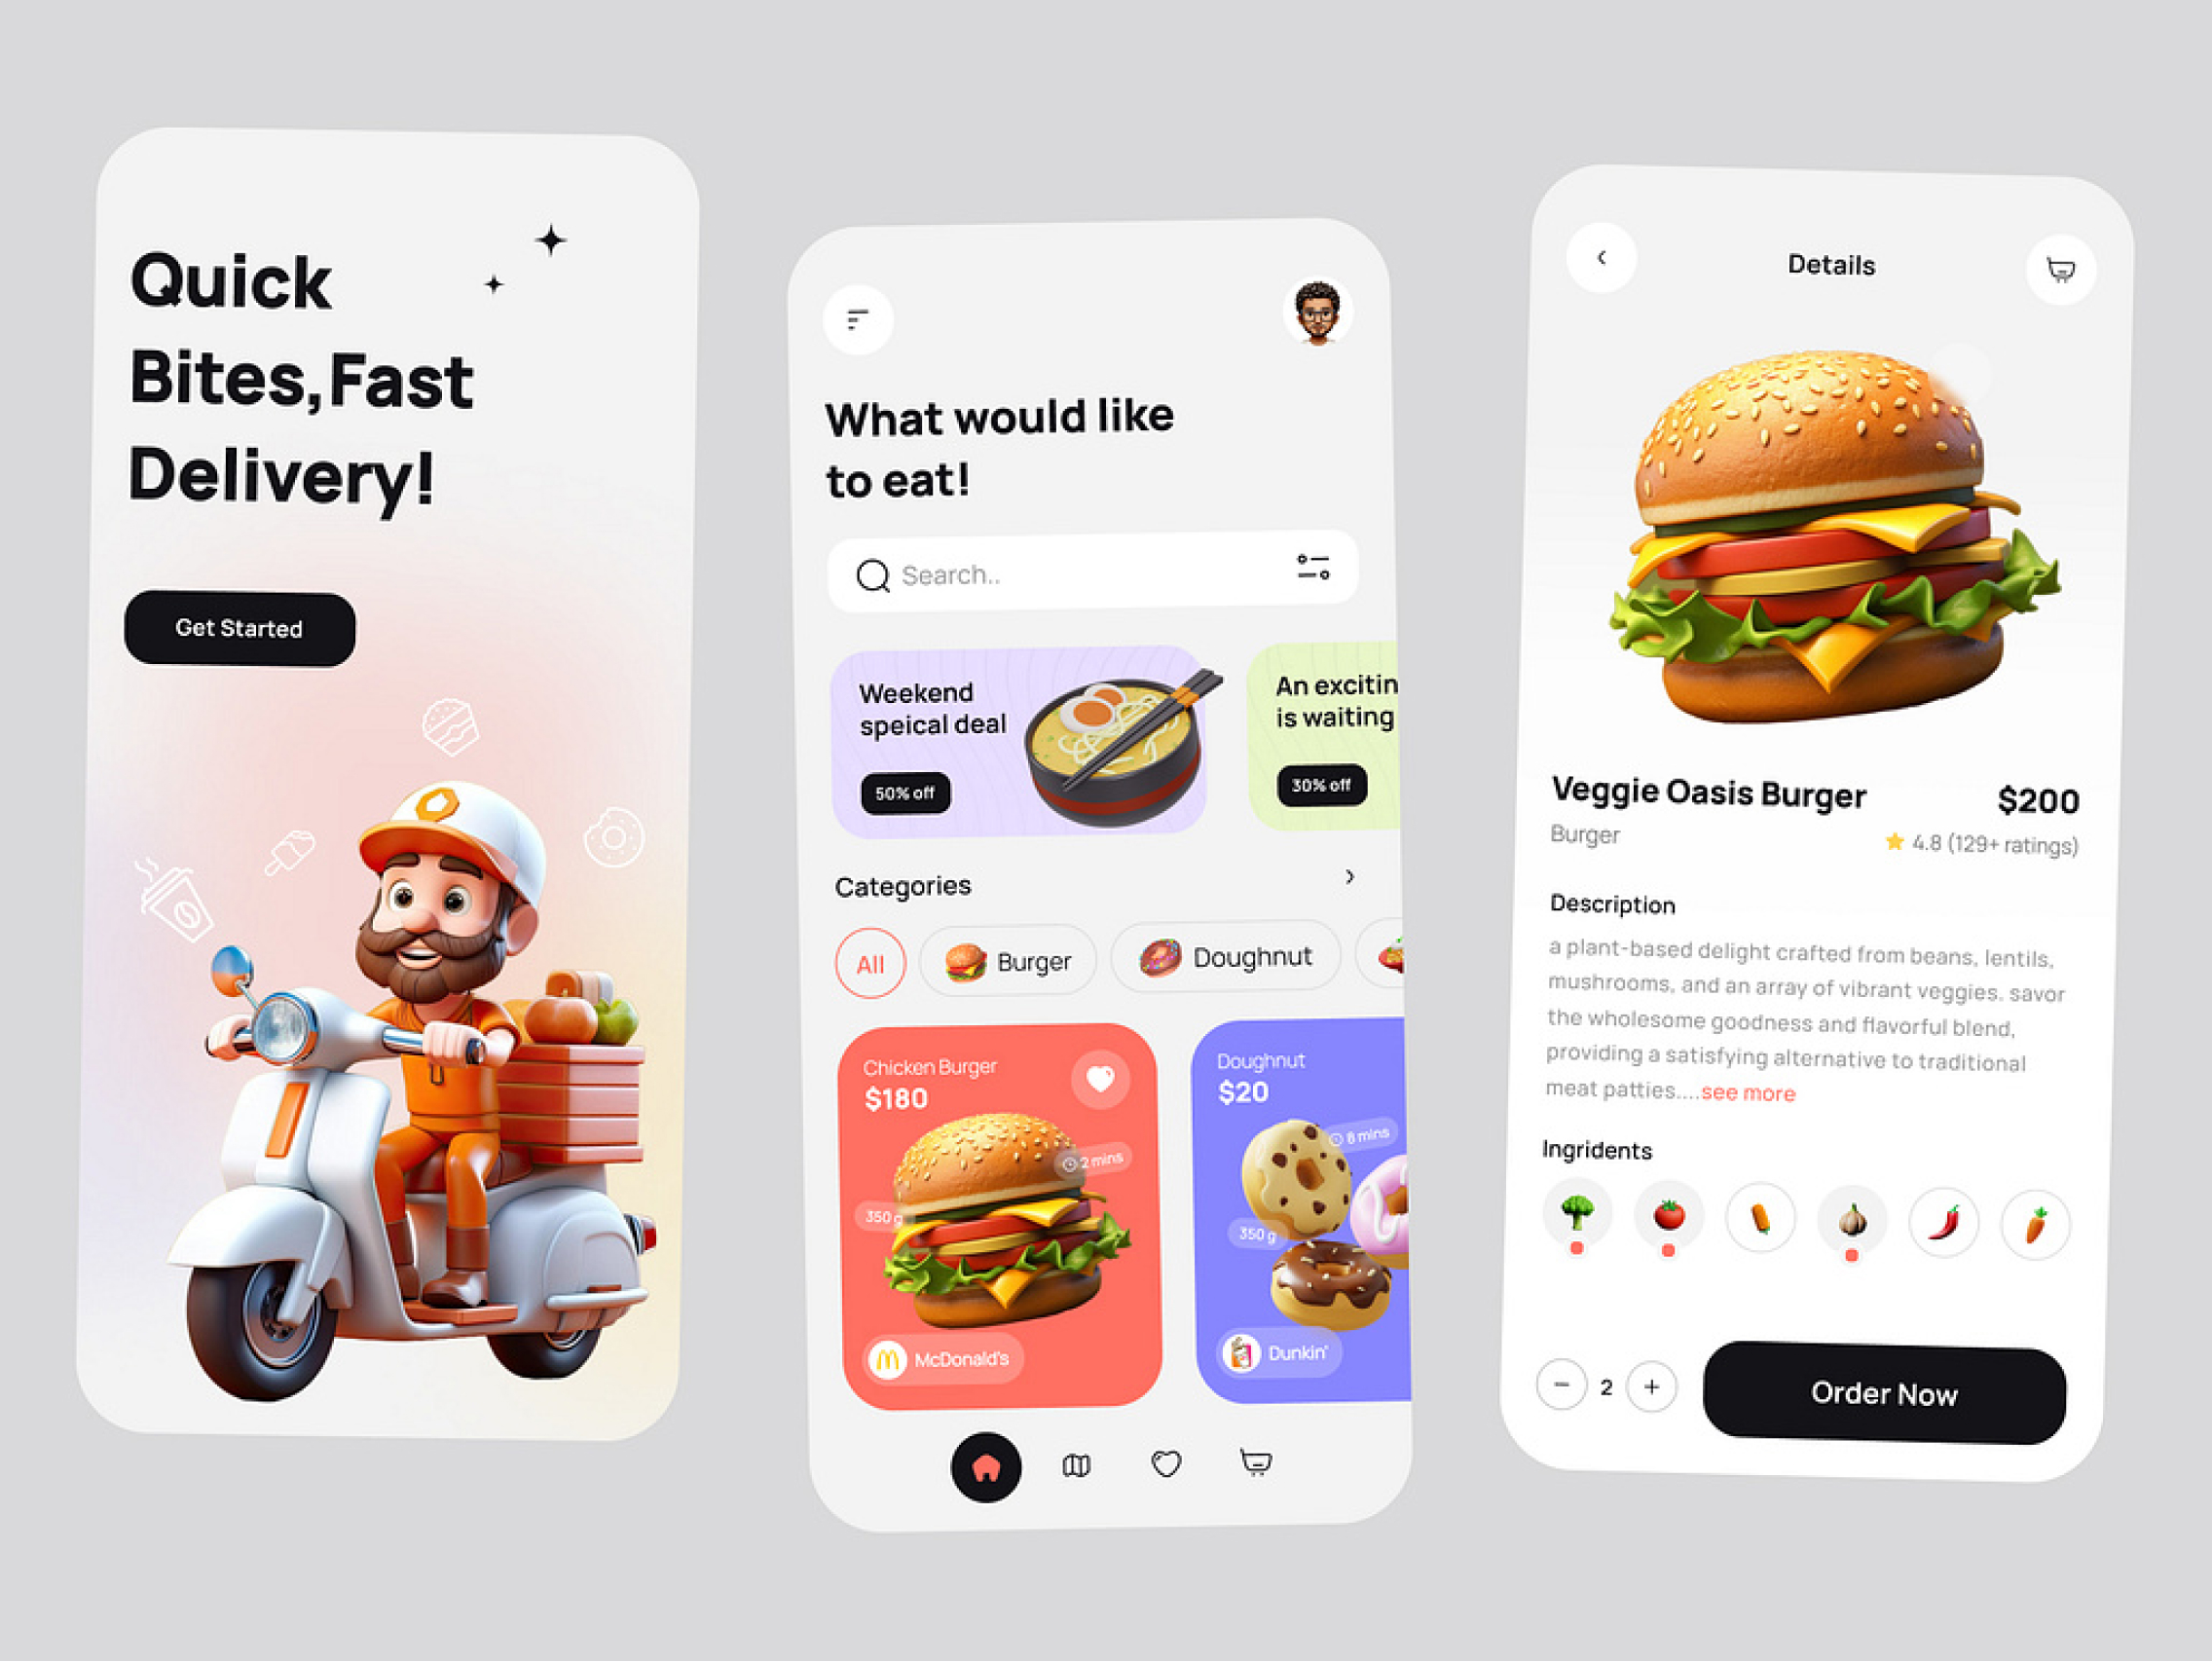 Quick
Bites,Fast
Delivery!
Get Started
What would like
to eat!
Search..
Weekend
speical deal
50% off
An excitin
is waiting
30% off
Categories
All
Burger
Doughnut
Chicken Burger
$180
2 mins
350 g
McDonald's
Doughnut
$20
8 mins
350 g
Dunkin'
Details
Veggie Oasis Burger
$200
Burger
4.8 (129+ ratings)
Description
a plant-based delight crafted from beans, lentils,
mushrooms, and an array of vibrant veggies. savor
the wholesome goodness and flavorful blend,
providing a satisfying alternative to traditional
meat patties....see more
Ingridents
2
Order Now